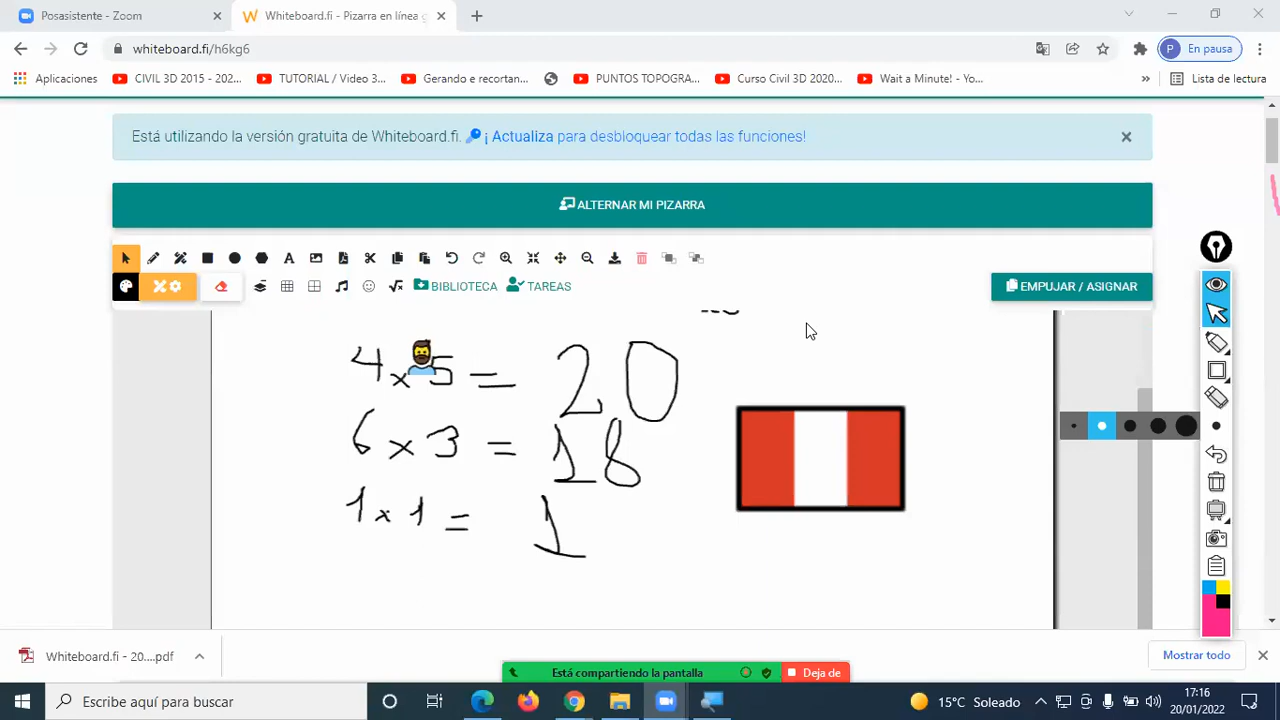 Posasistente - Zoom
Whiteboard.fi - Pizarra en línea g
whiteboard.fi/h6kg6
P En pausa
Aplicaciones CIVIL 3D 2015 - 202... TUTORIAL / Video 3... Gerando e recortan... PUNTOS TOPOGRA... Curso Civil 3D 2020... Wait a Minute! - Yo... » Lista de lectura
Está utilizando la versión gratuita de Whiteboard.fi. ¡ Actualiza para desbloquear todas las funciones!
ALTERNAR MI PIZARRA
BIBLIOTECA TAREAS EMPUJAR / ASIGNAR
4 x 5 = 20
6 x 3 = 18
1 x 1 = 1
Whiteboard.fi - 20....pdf
Mostrar todo
Está compartiendo la pantalla Deja de
Escribe aquí para buscar
15°C Soleado
17:16
20/01/2022